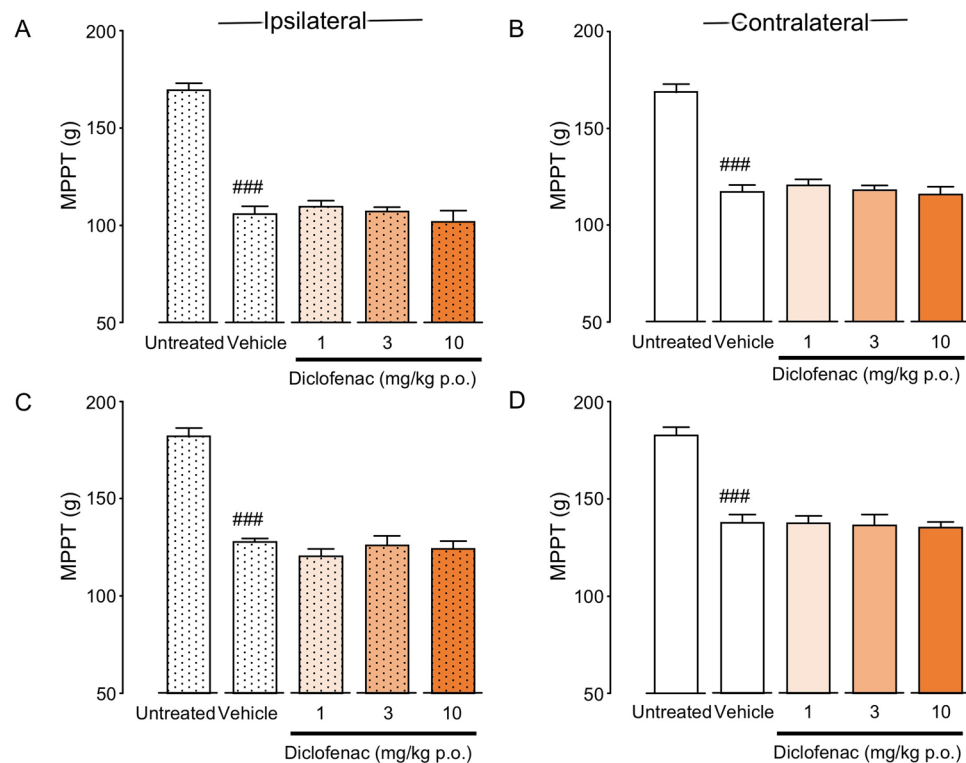 Ipsilateral
Contralateral
A
200
150
100
50
MPPT (g)
###
Untreated Vehicle 1 3 10
Diclofenac (mg/kg p.o.)
B
200
150
100
50
MPPT (g)
###
Untreated Vehicle 1 3 10
Diclofenac (mg/kg p.o.)
C
200
150
100
50
MPPT (g)
###
Untreated Vehicle 1 3 10
Diclofenac (mg/kg p.o.)
D
200
150
100
50
MPPT (g)
###
Untreated Vehicle 1 3 10
Diclofenac (mg/kg p.o.)